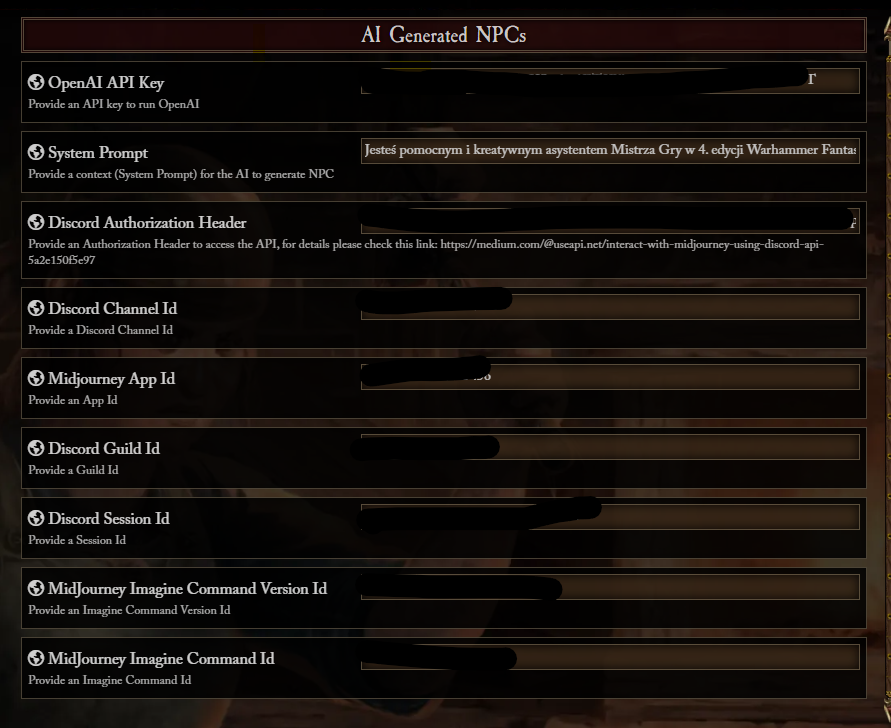 AI Generated NPCs
OpenAI API Key
Provide an API key to run OpenAI
System Prompt
Jesteś pomocnym i kreatywnym asystentem Mistrza Gry w 4. edycji Warhammer
Provide a context (System Prompt) for the AI to generate NPC
Discord Authorization Header
Provide an Authorization Header to access the API, for details please check this link: https://medium.com/@useapi.net/interact-with-midjourney-using-discord-api-
5a2e150f5e97
Discord Channel Id
Provide a Discord Channel Id
Midjourney App Id
Provide an App Id
Discord Guild Id
Provide a Guild Id
Discord Session Id
Provide a Session Id
MidJourney Imagine Command Version Id
Provide an Imagine Command Version Id
MidJourney Imagine Command Id
Provide an Imagine Command Id